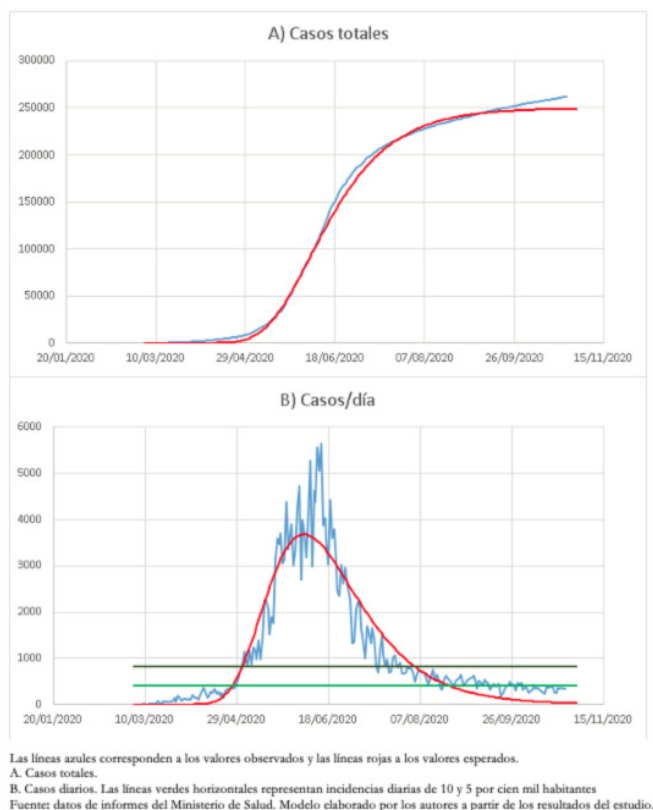 A) Casos totales
300000
250000
200000
150000
100000
50000
0
20/01/2020 10/03/2020 29/04/2020 18/06/2020 07/08/2020 26/09/2020 15/11/2020
B) Casos/día
6000
5000
4000
3000
2000
1000
0
20/01/2020 10/03/2020 29/04/2020 18/06/2020 07/08/2020 26/09/2020 15/11/2020
Las líneas azules corresponden a los valores observados y las líneas rojas a los valores esperados.
A. Casos totales.
B. Casos diarios. Las líneas verdes horizontales representan incidencias diarias de 10 y 5 por cien mil habitantes
Fuente: datos de informes del Ministerio de Salud. Modelo elaborado por los autores a partir de los resultados del estudio.